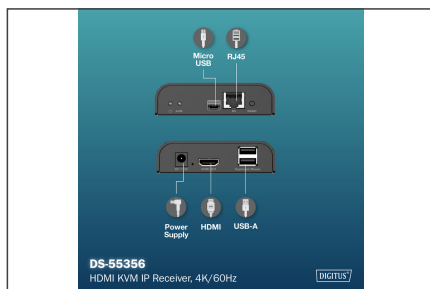 Micro
USB
RJ45
Power
Supply
HDMI
USB-A
DS-55356
HDMI KVM IP Receiver, 4K/60Hz
DIGITUS